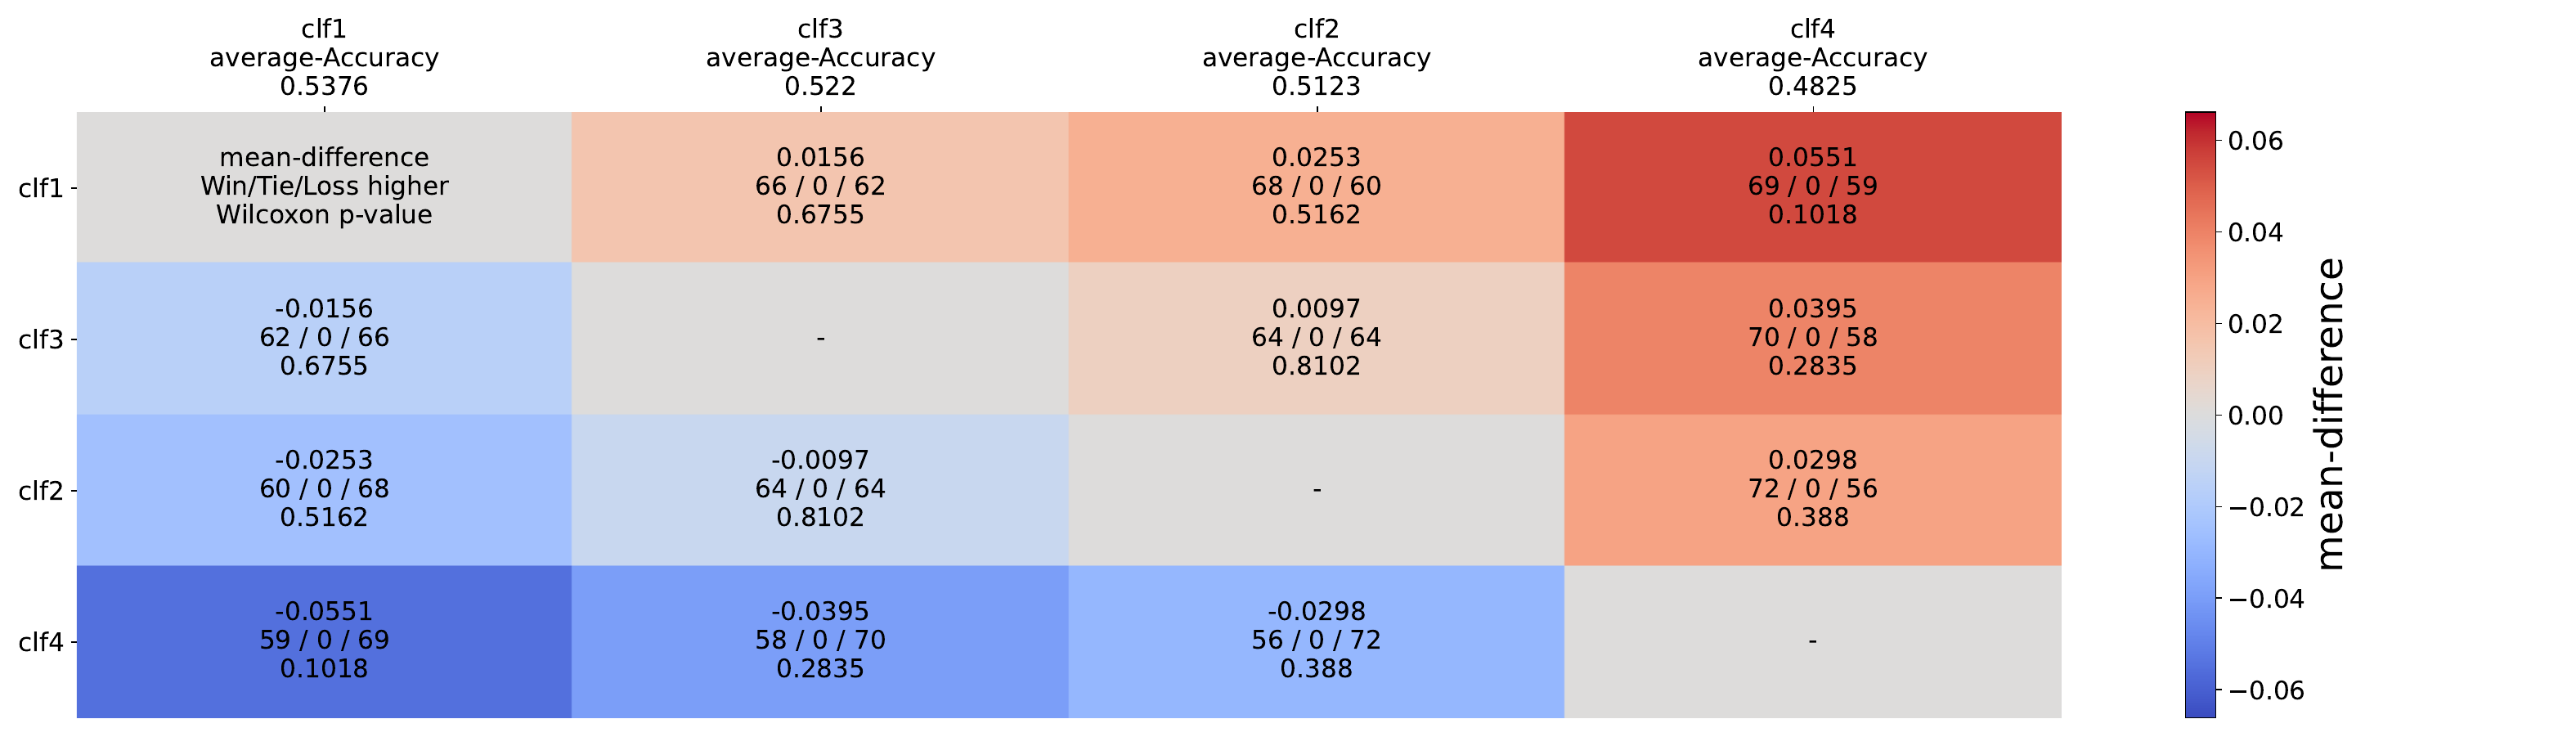 clf1
average-Accuracy
0.5376
clf3
average-Accuracy
0.522
clf2
average-Accuracy
0.5123
clf4
average-Accuracy
0.4825
clf1
mean-difference
Win/Tie/Loss higher
Wilcoxon p-value
0.0156
66 / 0 / 62
0.6755
0.0253
68 / 0 / 60
0.5162
0.0551
69 / 0 / 59
0.1018
clf3
-0.0156
62 / 0 / 66
0.6755
-
0.0097
64 / 0 / 64
0.8102
0.0395
70 / 0 / 58
0.2835
clf2
-0.0253
60 / 0 / 68
0.5162
-0.0097
64 / 0 / 64
0.8102
-
0.0298
72 / 0 / 56
0.388
clf4
-0.0551
59 / 0 / 69
0.1018
-0.0395
58 / 0 / 70
0.2835
-0.0298
56 / 0 / 72
0.388
-
0.06
0.04
0.02
0.00
−0.02
−0.04
−0.06
mean-difference